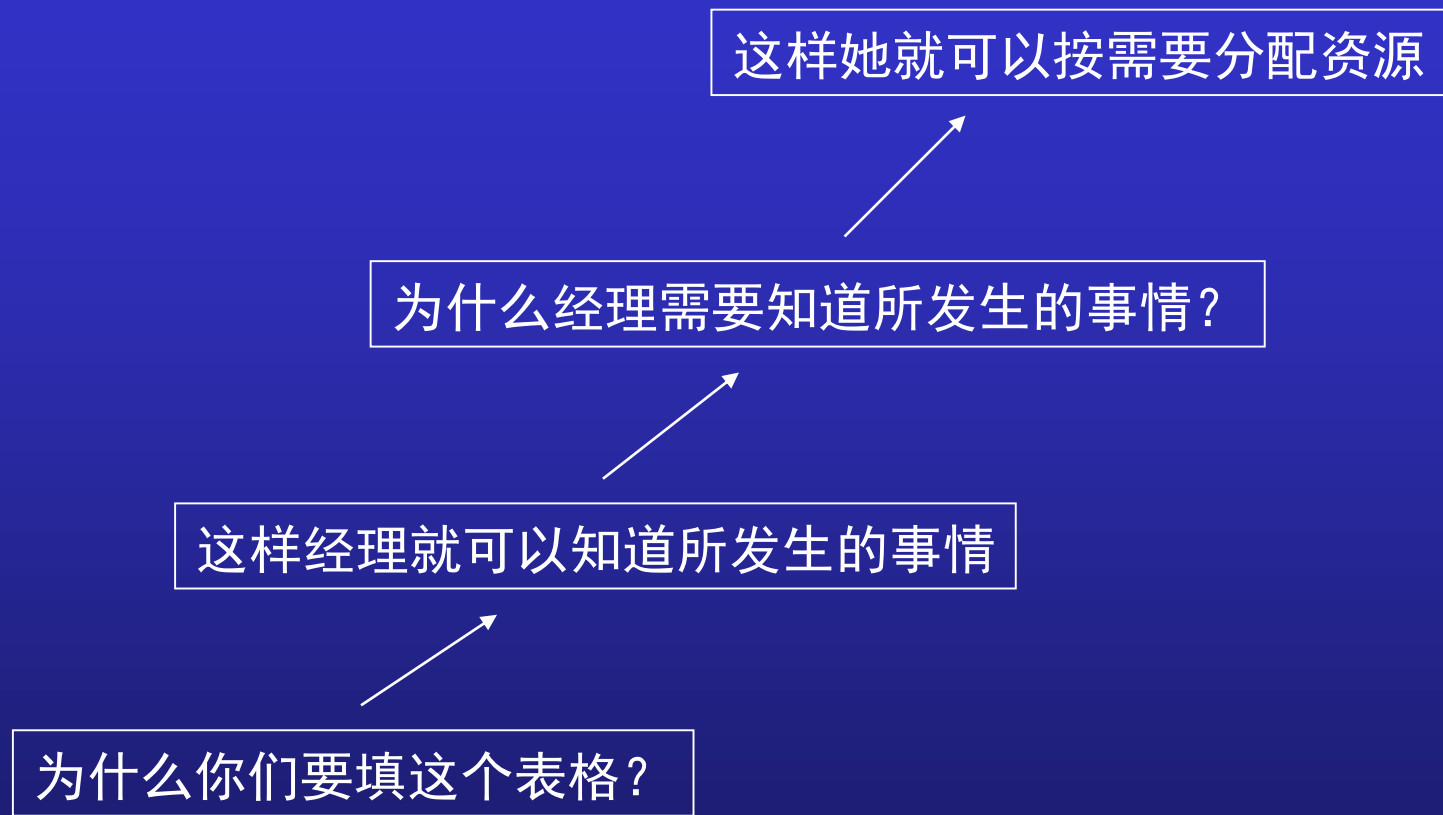 这样她就可以按需要分配资源
为什么经理需要知道所发生的事情？
这样经理就可以知道所发生的事情
为什么你们要填这个表格？